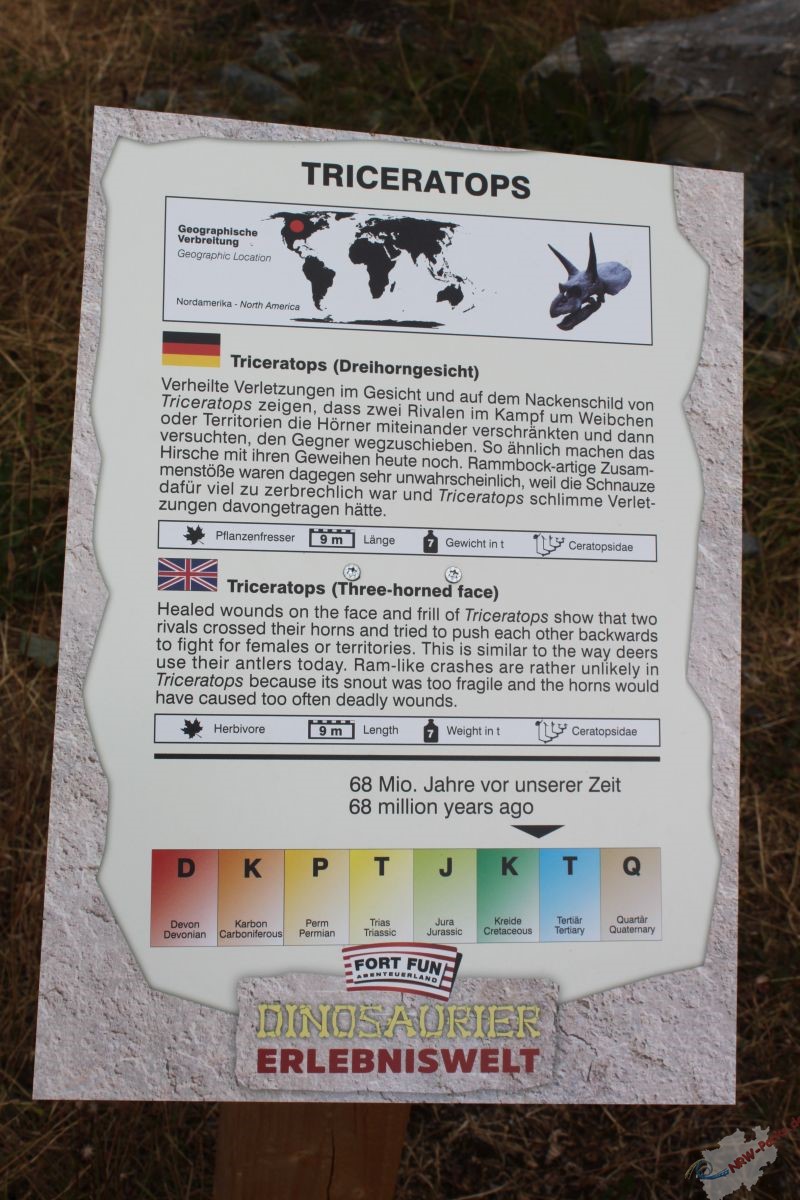 TRICERATOPS
Geographische
Verbreitung
Geographic Location
Nordamerika - North America
Triceratops (Dreihorngesicht)
Verheilte Verletzungen im Gesicht und auf dem Nackenschild von
Triceratops zeigen, dass zwei Rivalen im Kampf um Weibchen
oder Territorien die Hörner miteinander verschränkten und dann
versuchten, den Gegner wegzuschieben. So ähnlich machen das
Hirsche mit ihren Geweihen heute noch. Rammbock-artige Zusam-
menstöße waren dagegen sehr unwahrscheinlich, weil die Schnauze
dafür viel zu zerbrechlich war und Triceratops schlimme Verlet-
zungen davongetragen hätte.
Pflanzenfresser 9 m Länge 7 Gewicht in t Ceratopsidae
Triceratops (Three-horned face)
Healed wounds on the face and frill of Triceratops show that two
rivals crossed their horns and tried to push each other backwards
to fight for females or territories. This is similar to the way deers
use their antlers today. Ram-like crashes are rather unlikely in
Triceratops because its snout was too fragile and the horns would
have caused too often deadly wounds.
Herbivore 9 m Length 7 Weight in t Ceratopsidae
68 Mio. Jahre vor unserer Zeit
68 million years ago
D K P T J K T Q
Devon Karbon Perm Trias Jura Kreide Tertiär Quartär
Devonian Carboniferous Permian Triassic Jurassic Cretaceous Tertiary Quaternary
FORT FUN
ABENTEUERLAND
DINOSAURIER
ERLEBNISWELT